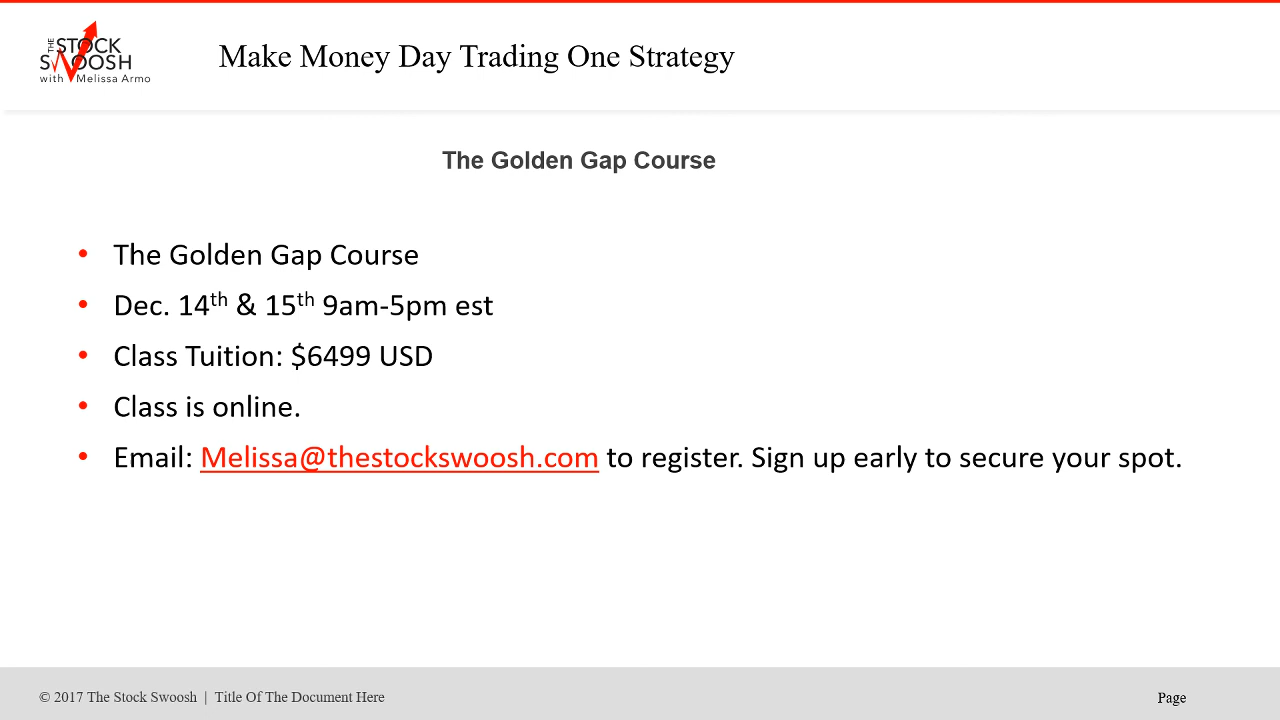 THE STOCK
SWOOSH
with Melissa Armo
Make Money Day Trading One Strategy
The Golden Gap Course
• The Golden Gap Course
• Dec. 14th & 15th 9am-5pm est
• Class Tuition: $6499 USD
• Class is online.
• Email: Melissa@thestockswoosh.com to register. Sign up early to secure your spot.
© 2017 The Stock Swoosh | Title Of The Document Here
Page